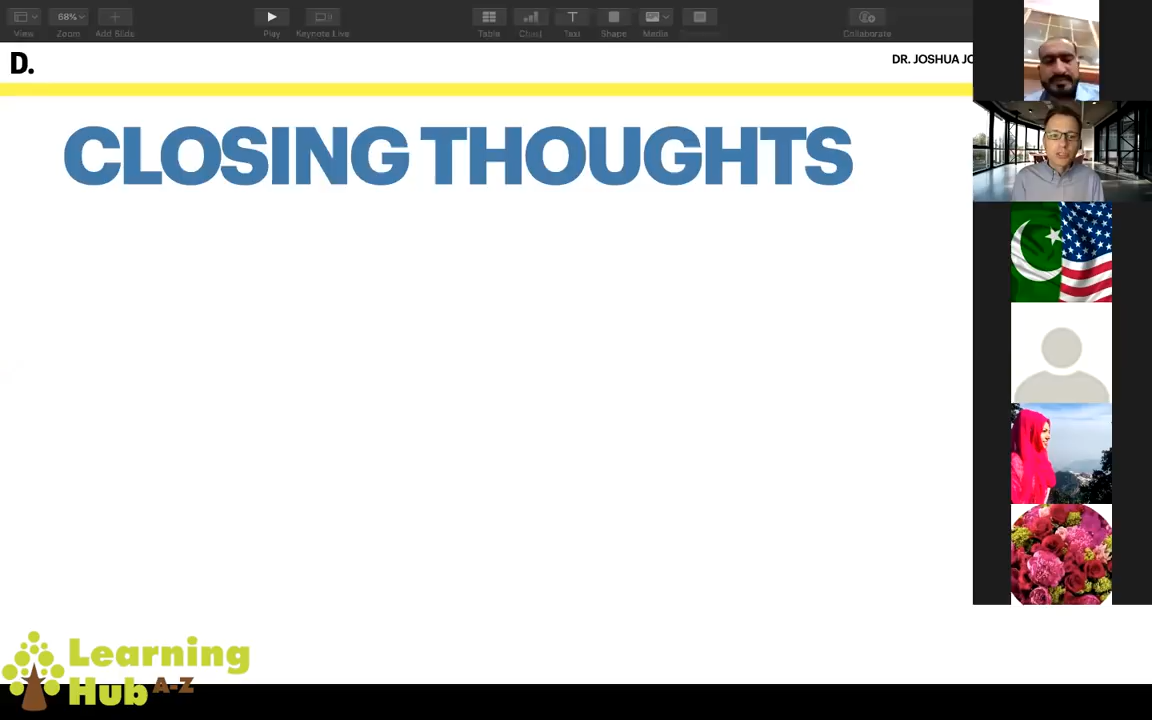 68%
View
Zoom
Add Slide
Play
Keynote Live
Table
Chart
Text
Shape
Media
Collaborate
D.
DR. JOSHUA
CLOSING THOUGHTS
Learning
Hub A-Z